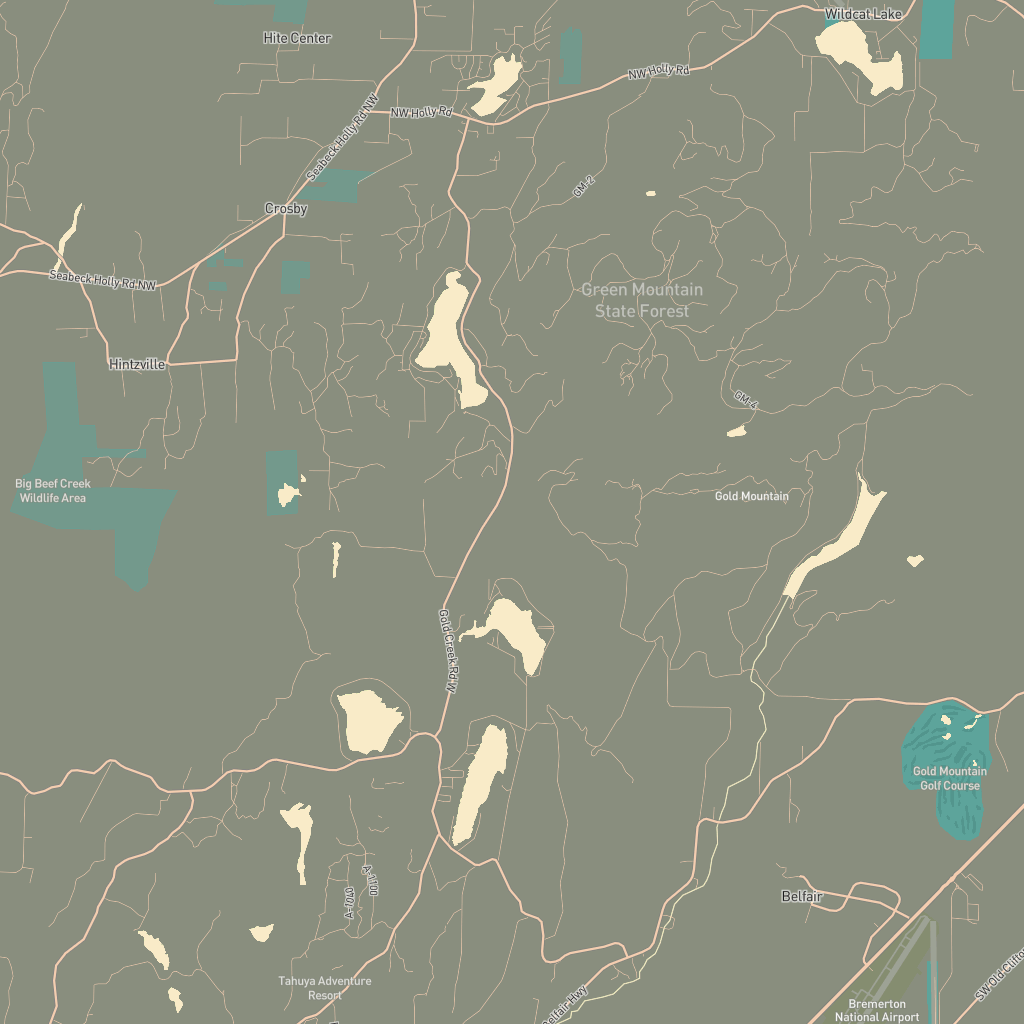 Wildcat Lake
Hite Center
NW Holly Rd
NW Holly Rd
Seabeck Holly Rd NW
GM-2
Crosby
Seabeck Holly Rd NW
Green Mountain
State Forest
Hintzville
GM-4
Big Beef Creek
Wildlife Area
Gold Mountain
Gold Creek Rd W
Gold Mountain
Golf Course
A-1100
A-1070
Belfair
Tahuya Adventure
Resort
SW Old Clifton
Belfair Hwy
Bremerton
National Airport